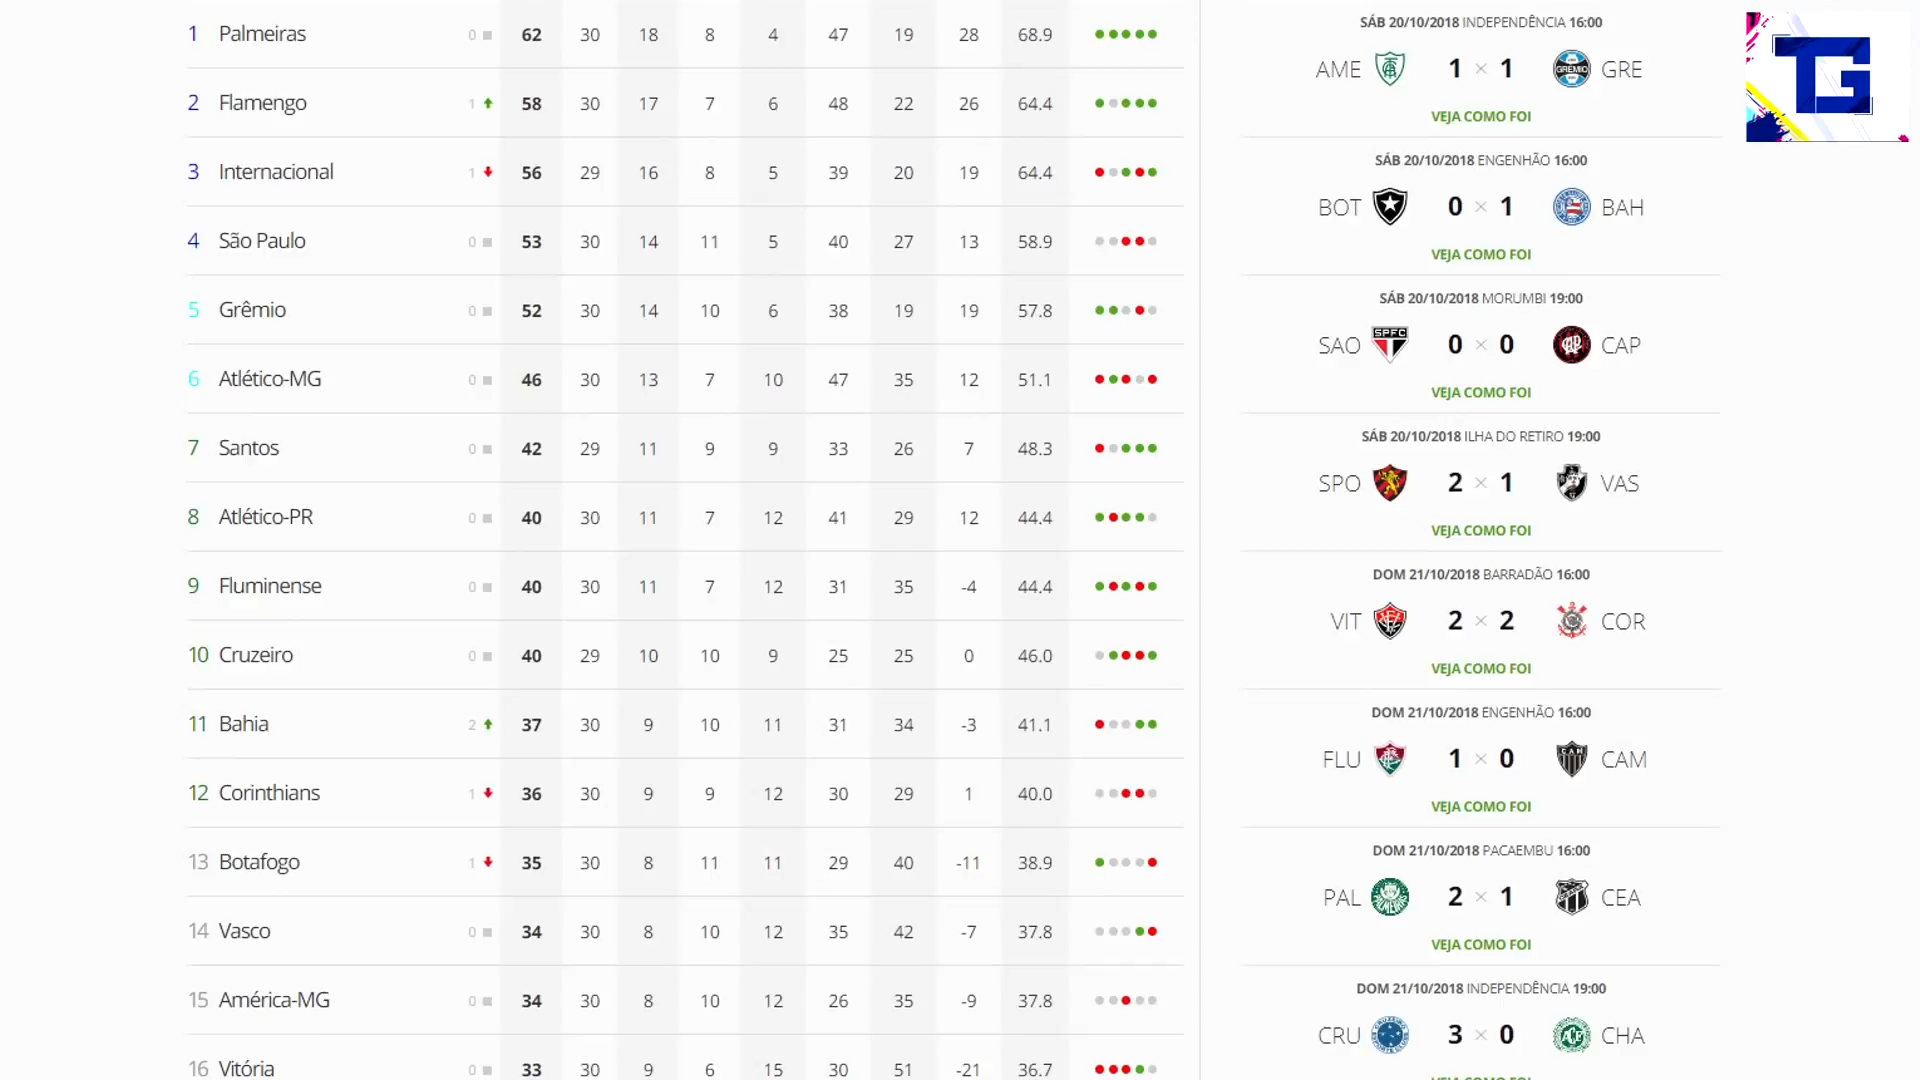 1 Palmeiras 0 62 30 18 8 4 47 19 28 68.9
2 Flamengo 1 58 30 17 7 6 48 22 26 64.4
3 Internacional 1 56 29 16 8 5 39 20 19 64.4
4 São Paulo 0 53 30 14 11 5 40 27 13 58.9
5 Grêmio 0 52 30 14 10 6 38 19 19 57.8
6 Atlético-MG 0 46 30 13 7 10 47 35 12 51.1
7 Santos 0 42 29 11 9 9 33 26 7 48.3
8 Atlético-PR 0 40 30 11 7 12 41 29 12 44.4
9 Fluminense 0 40 30 11 7 12 31 35 -4 44.4
10 Cruzeiro 0 40 29 10 10 9 25 25 0 46.0
11 Bahia 2 37 30 9 10 11 31 34 -3 41.1
12 Corinthians 1 36 30 9 9 12 30 29 1 40.0
13 Botafogo 1 35 30 8 11 11 29 40 -11 38.9
14 Vasco 0 34 30 8 10 12 35 42 -7 37.8
15 América-MG 0 34 30 8 10 12 26 35 -9 37.8
16 Vitória 0 33 30 9 6 15 30 51 -21 36.7
SÁB 20/10/2018 INDEPENDÊNCIA 16:00
AME 1 × 1 GRÊMIO GRE
VEJA COMO FOI
SÁB 20/10/2018 ENGENHÃO 16:00
BOT 0 × 1 BAH
VEJA COMO FOI
SÁB 20/10/2018 MORUMBI 19:00
SAO SPFC 0 × 0 CAP
VEJA COMO FOI
SÁB 20/10/2018 ILHA DO RETIRO 19:00
SPO 2 × 1 VAS
VEJA COMO FOI
DOM 21/10/2018 BARRADÃO 16:00
VIT 2 × 2 COR
VEJA COMO FOI
DOM 21/10/2018 ENGENHÃO 16:00
FLU 1 × 0 CAM CAM
VEJA COMO FOI
DOM 21/10/2018 PACAEMBU 16:00
PAL 2 × 1 CEA
VEJA COMO FOI
DOM 21/10/2018 INDEPENDÊNCIA 19:00
CRU 3 × 0 CHA
VEJA COMO FOI
TG